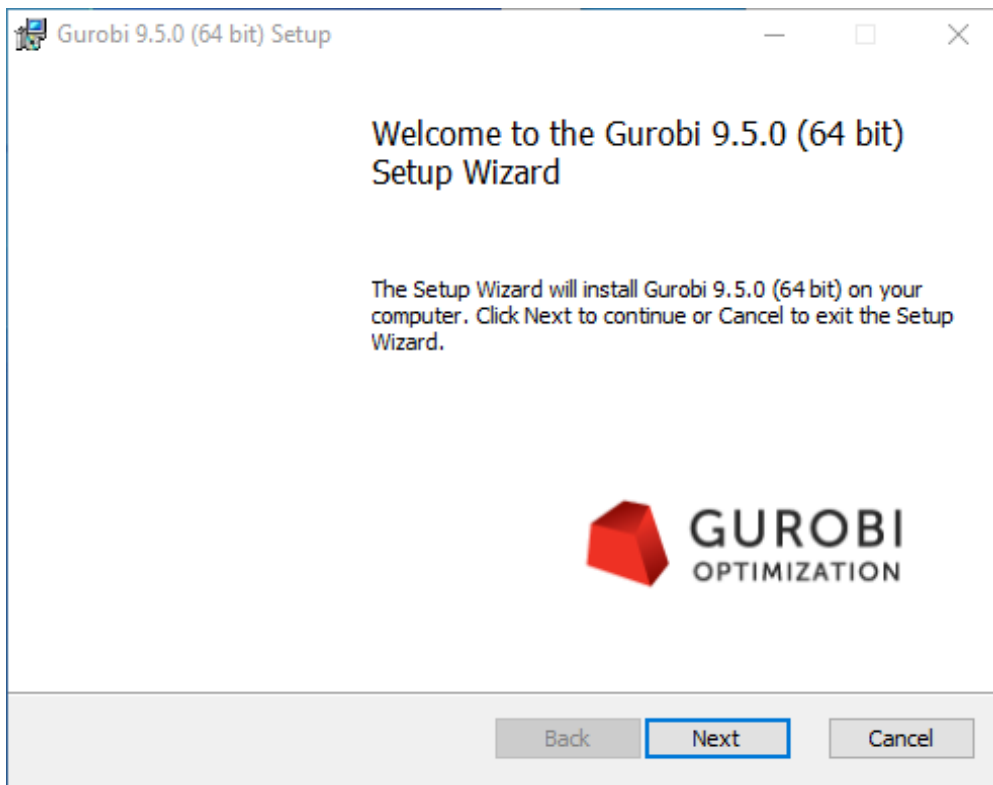 Gurobi 9.5.0 (64 bit) Setup
Welcome to the Gurobi 9.5.0 (64 bit)
Setup Wizard
The Setup Wizard will install Gurobi 9.5.0 (64 bit) on your
computer. Click Next to continue or Cancel to exit the Setup
Wizard.
GUROBI
OPTIMIZATION
Back Next Cancel